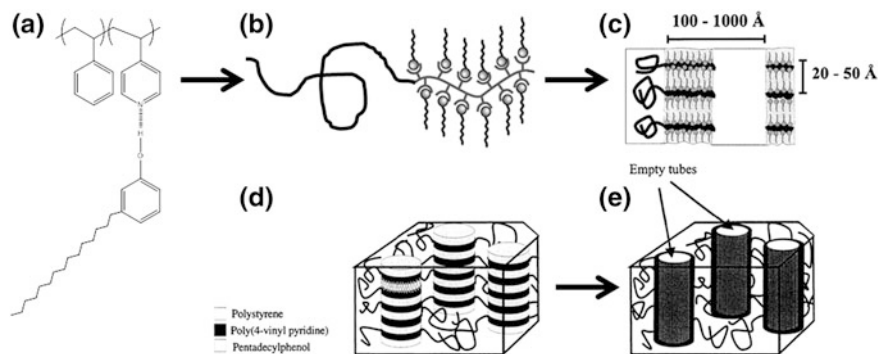 (a)
N
H
O
(b)
(c)
100 - 1000 Å
20 - 50 Å
(d)
Polystyrene
Poly(4-vinyl pyridine)
Pentadecylphenol
(e)
Empty tubes